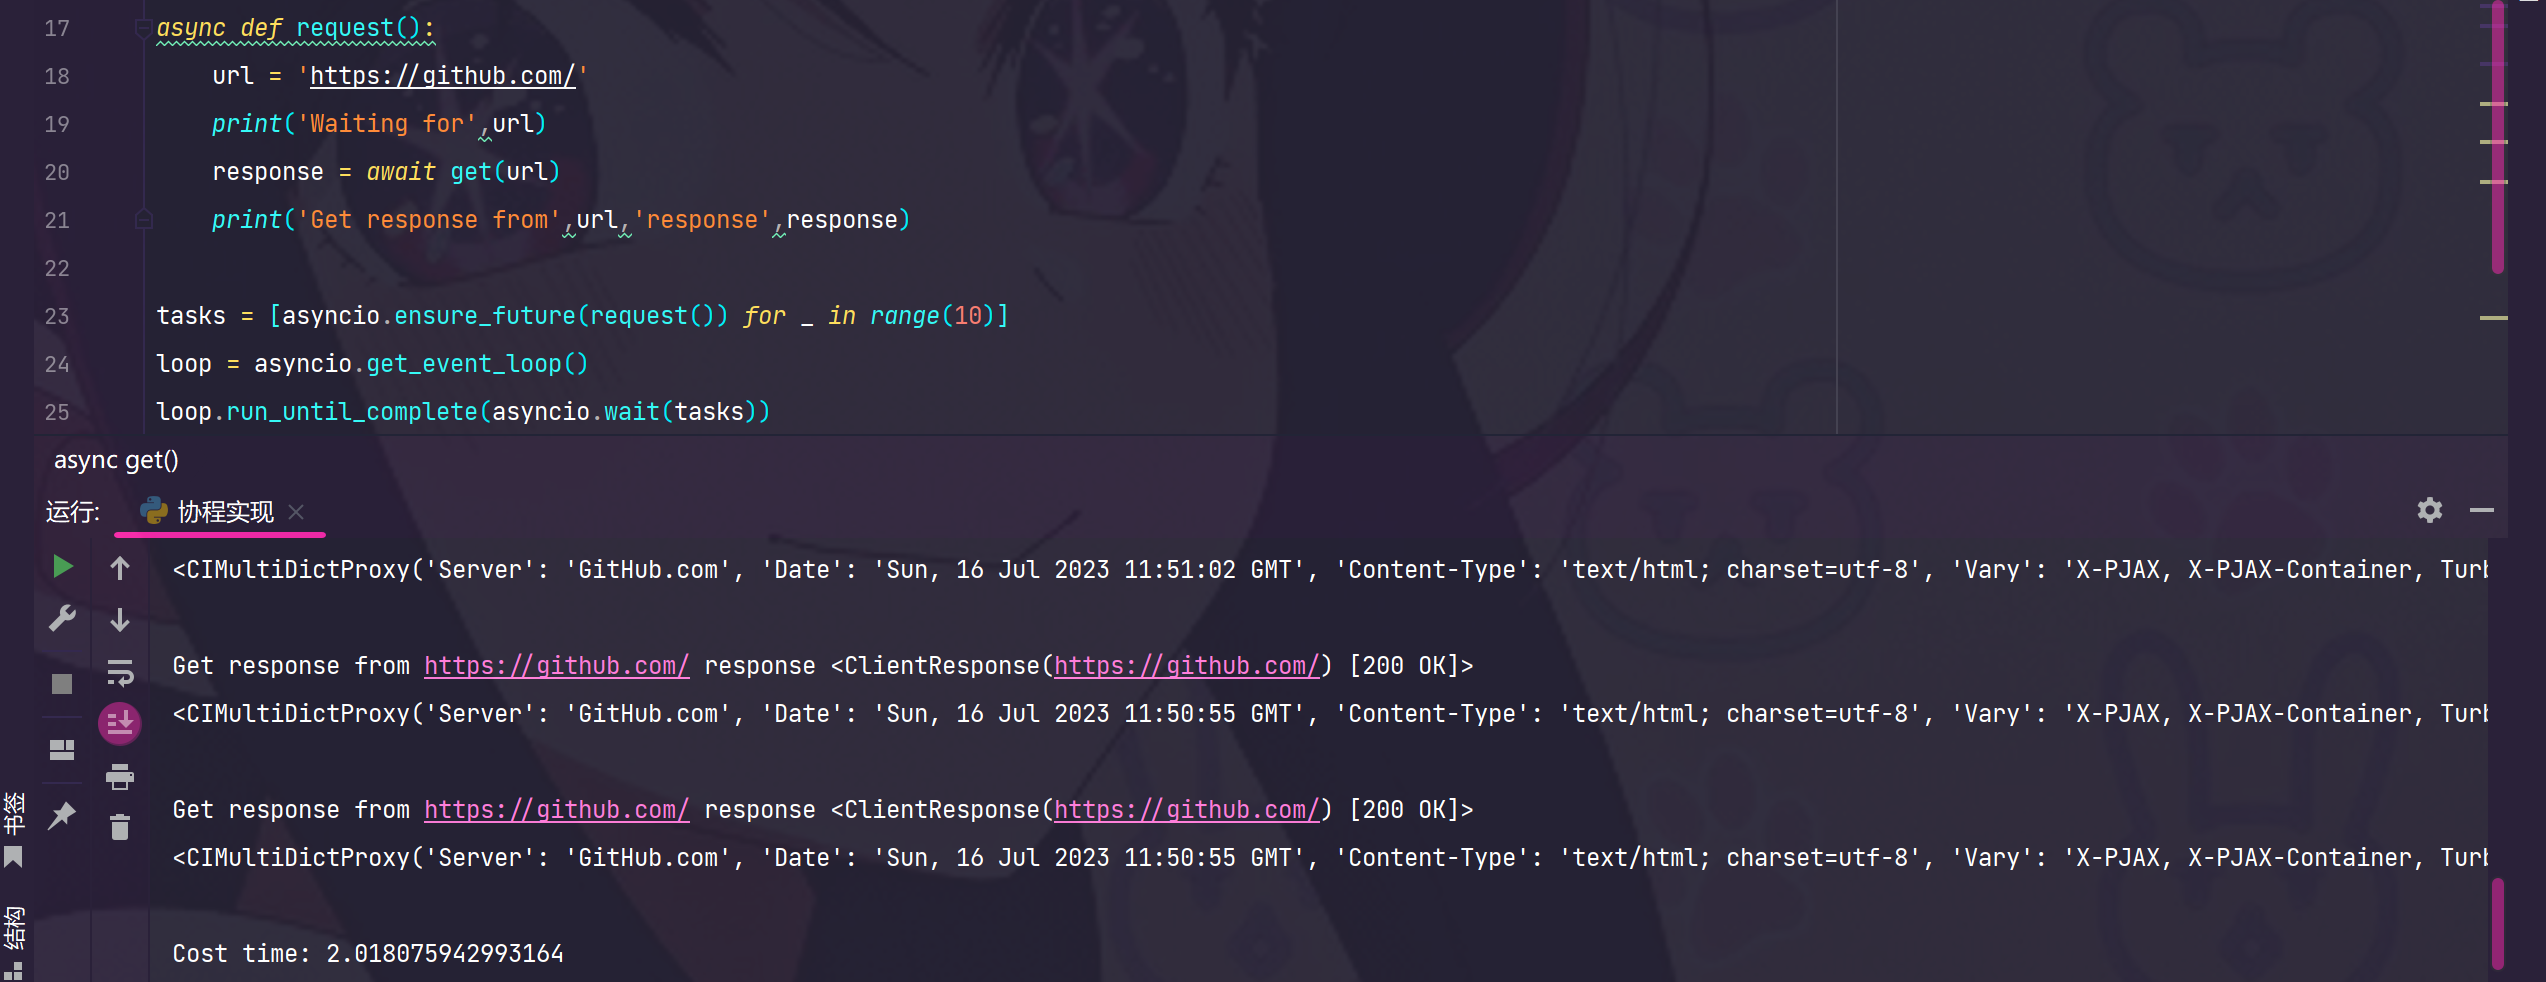 17 async def request():
18 url = 'https://github.com/'
19 print('Waiting for',url)
20 response = await get(url)
21 print('Get response from',url,'response',response)
22
23 tasks = [asyncio.ensure_future(request()) for _ in range(10)]
24 loop = asyncio.get_event_loop()
25 loop.run_until_complete(asyncio.wait(tasks))
async get()
运行: 协程实现
<CIMultiDictProxy('Server': 'GitHub.com', 'Date': 'Sun, 16 Jul 2023 11:51:02 GMT', 'Content-Type': 'text/html; charset=utf-8', 'Vary': 'X-PJAX, X-PJAX-Container, Turb
Get response from https://github.com/ response <ClientResponse(https://github.com/) [200 OK]>
<CIMultiDictProxy('Server': 'GitHub.com', 'Date': 'Sun, 16 Jul 2023 11:50:55 GMT', 'Content-Type': 'text/html; charset=utf-8', 'Vary': 'X-PJAX, X-PJAX-Container, Turb
Get response from https://github.com/ response <ClientResponse(https://github.com/) [200 OK]>
<CIMultiDictProxy('Server': 'GitHub.com', 'Date': 'Sun, 16 Jul 2023 11:50:55 GMT', 'Content-Type': 'text/html; charset=utf-8', 'Vary': 'X-PJAX, X-PJAX-Container, Turb
Cost time: 2.018075942993164
书签
结构